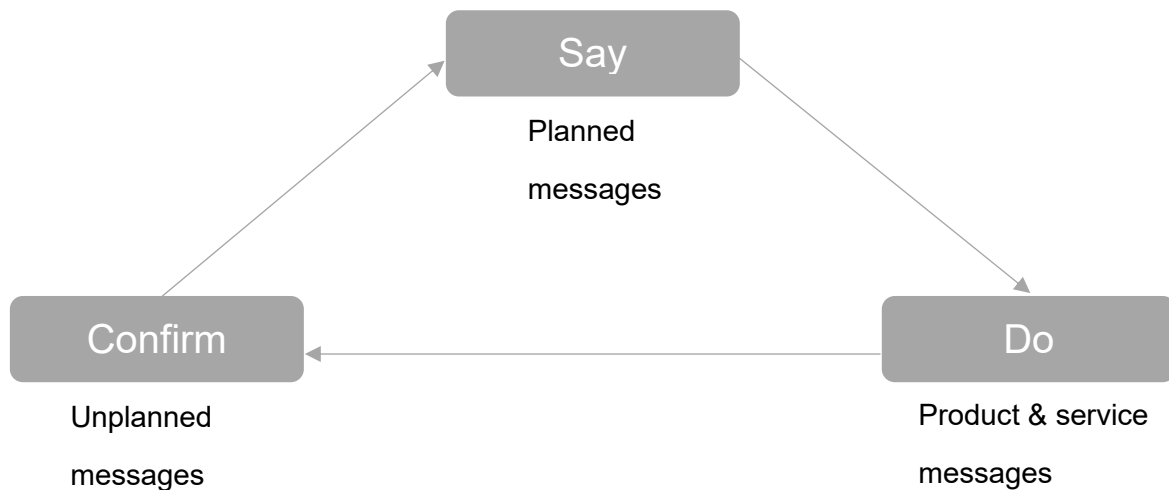 Say
Planned
messages
Confirm
Do
Unplanned
messages
Product & service
messages